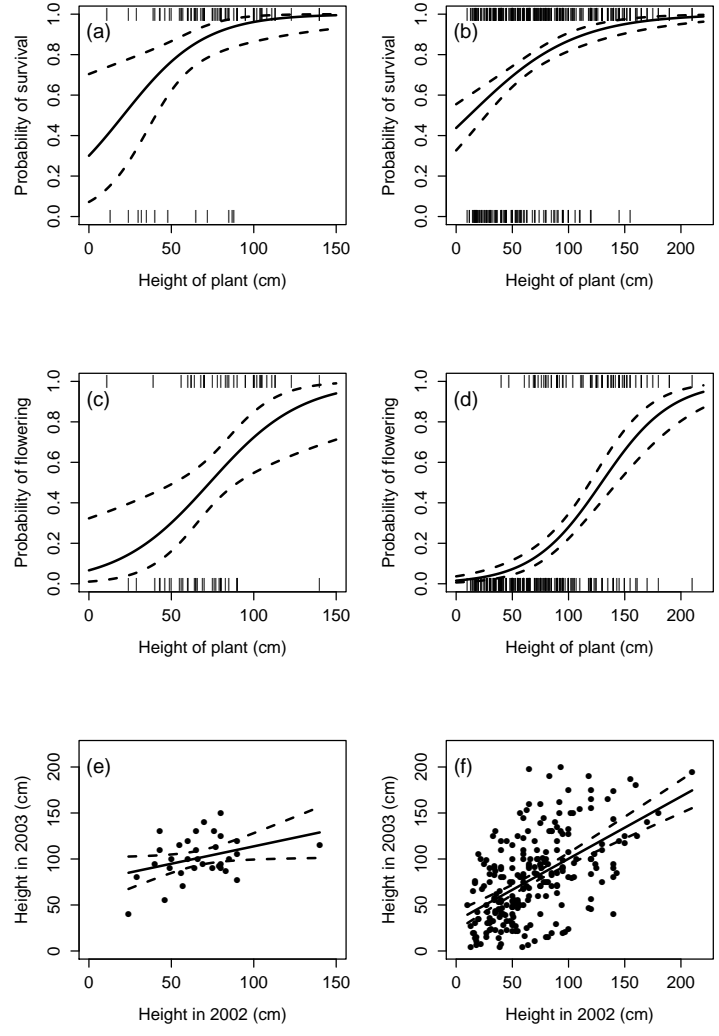 (a)
Probability of survival
0.0 0.2 0.4 0.6 0.8 1.0
0 50 100 150
Height of plant (cm)
(b)
Probability of survival
0.0 0.2 0.4 0.6 0.8 1.0
0 50 100 150 200
Height of plant (cm)
(c)
Probability of flowering
0.0 0.2 0.4 0.6 0.8 1.0
0 50 100 150
Height of plant (cm)
(d)
Probability of flowering
0.0 0.2 0.4 0.6 0.8 1.0
0 50 100 150 200
Height of plant (cm)
(e)
Height in 2003 (cm)
0 50 100 150 200
0 50 100 150
Height in 2002 (cm)
(f)
Height in 2003 (cm)
0 50 100 150 200
0 50 100 150 200
Height in 2002 (cm)